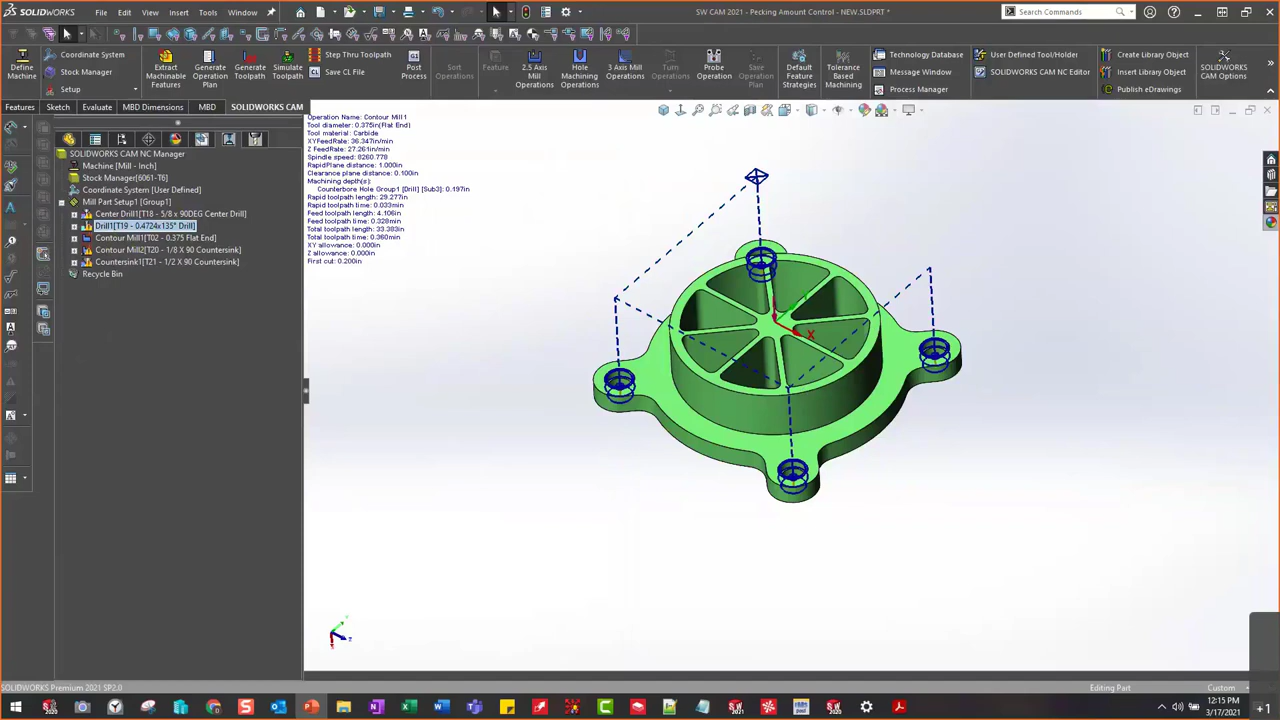 SOLIDWORKS
File Edit View Insert Tools Window
SW CAM 2021 - Pecking Amount Control - NEW.SLDPRT *
Search Commands
Define Machine
Coordinate System
Stock Manager
Setup
Extract Machinable Features
Generate Operation Plan
Generate Toolpath
Simulate Toolpath
Step Thru Toolpath
Save CL File
Post Process
Sort Operations
Feature
2.5 Axis Mill Operations
Hole Machining Operations
3 Axis Mill Operations
Turn Operations
Probe Operation
Save Operation Plan
Default Feature Strategies
Tolerance Based Machining
Technology Database
Message Window
Process Manager
User Defined Tool/Holder
SOLIDWORKS CAM NC Editor
Create Library Object
Insert Library Object
Publish eDrawings
SOLIDWORKS CAM Options
Features Sketch Evaluate MBD Dimensions MBD SOLIDWORKS CAM
SOLIDWORKS CAM NC Manager
Machine [Mill - Inch]
Stock Manager[6061-T6]
Coordinate System [User Defined]
Mill Part Setup1 [Group1]
Center Drill1[T18 - 5/8 x 90DEG Center Drill]
Drill1[T19 - 0.4724x135° Drill]
Contour Mill1[T02 - 0.375 Flat End]
Contour Mill2[T20 - 1/8 X 90 Countersink]
Countersink1[T21 - 1/2 X 90 Countersink]
Recycle Bin
Operation Name: Contour Mill1
Tool diameter: 0.375in(Flat End)
Tool material: Carbide
XYFeedRate: 36.347in/min
Z FeedRate: 27.261in/min
Spindle speed: 8260.778
RapidPlane distance: 1.000in
Clearance plane distance: 0.100in
Machining depth(s):
Counterbore Hole Group1 [Drill] [Sub3]: 0.197in
Rapid toolpath length: 29.277in
Rapid toolpath time: 0.033min
Feed toolpath length: 4.106in
Feed toolpath time: 0.328min
Total toolpath length: 33.383in
Total toolpath time: 0.360min
XY allowance: 0.000in
Z allowance: 0.000in
First cut: 0.200in
X
SOLIDWORKS Premium 2021 SP2.0
Editing Part
Custom
12:15 PM
3/17/2021
+1